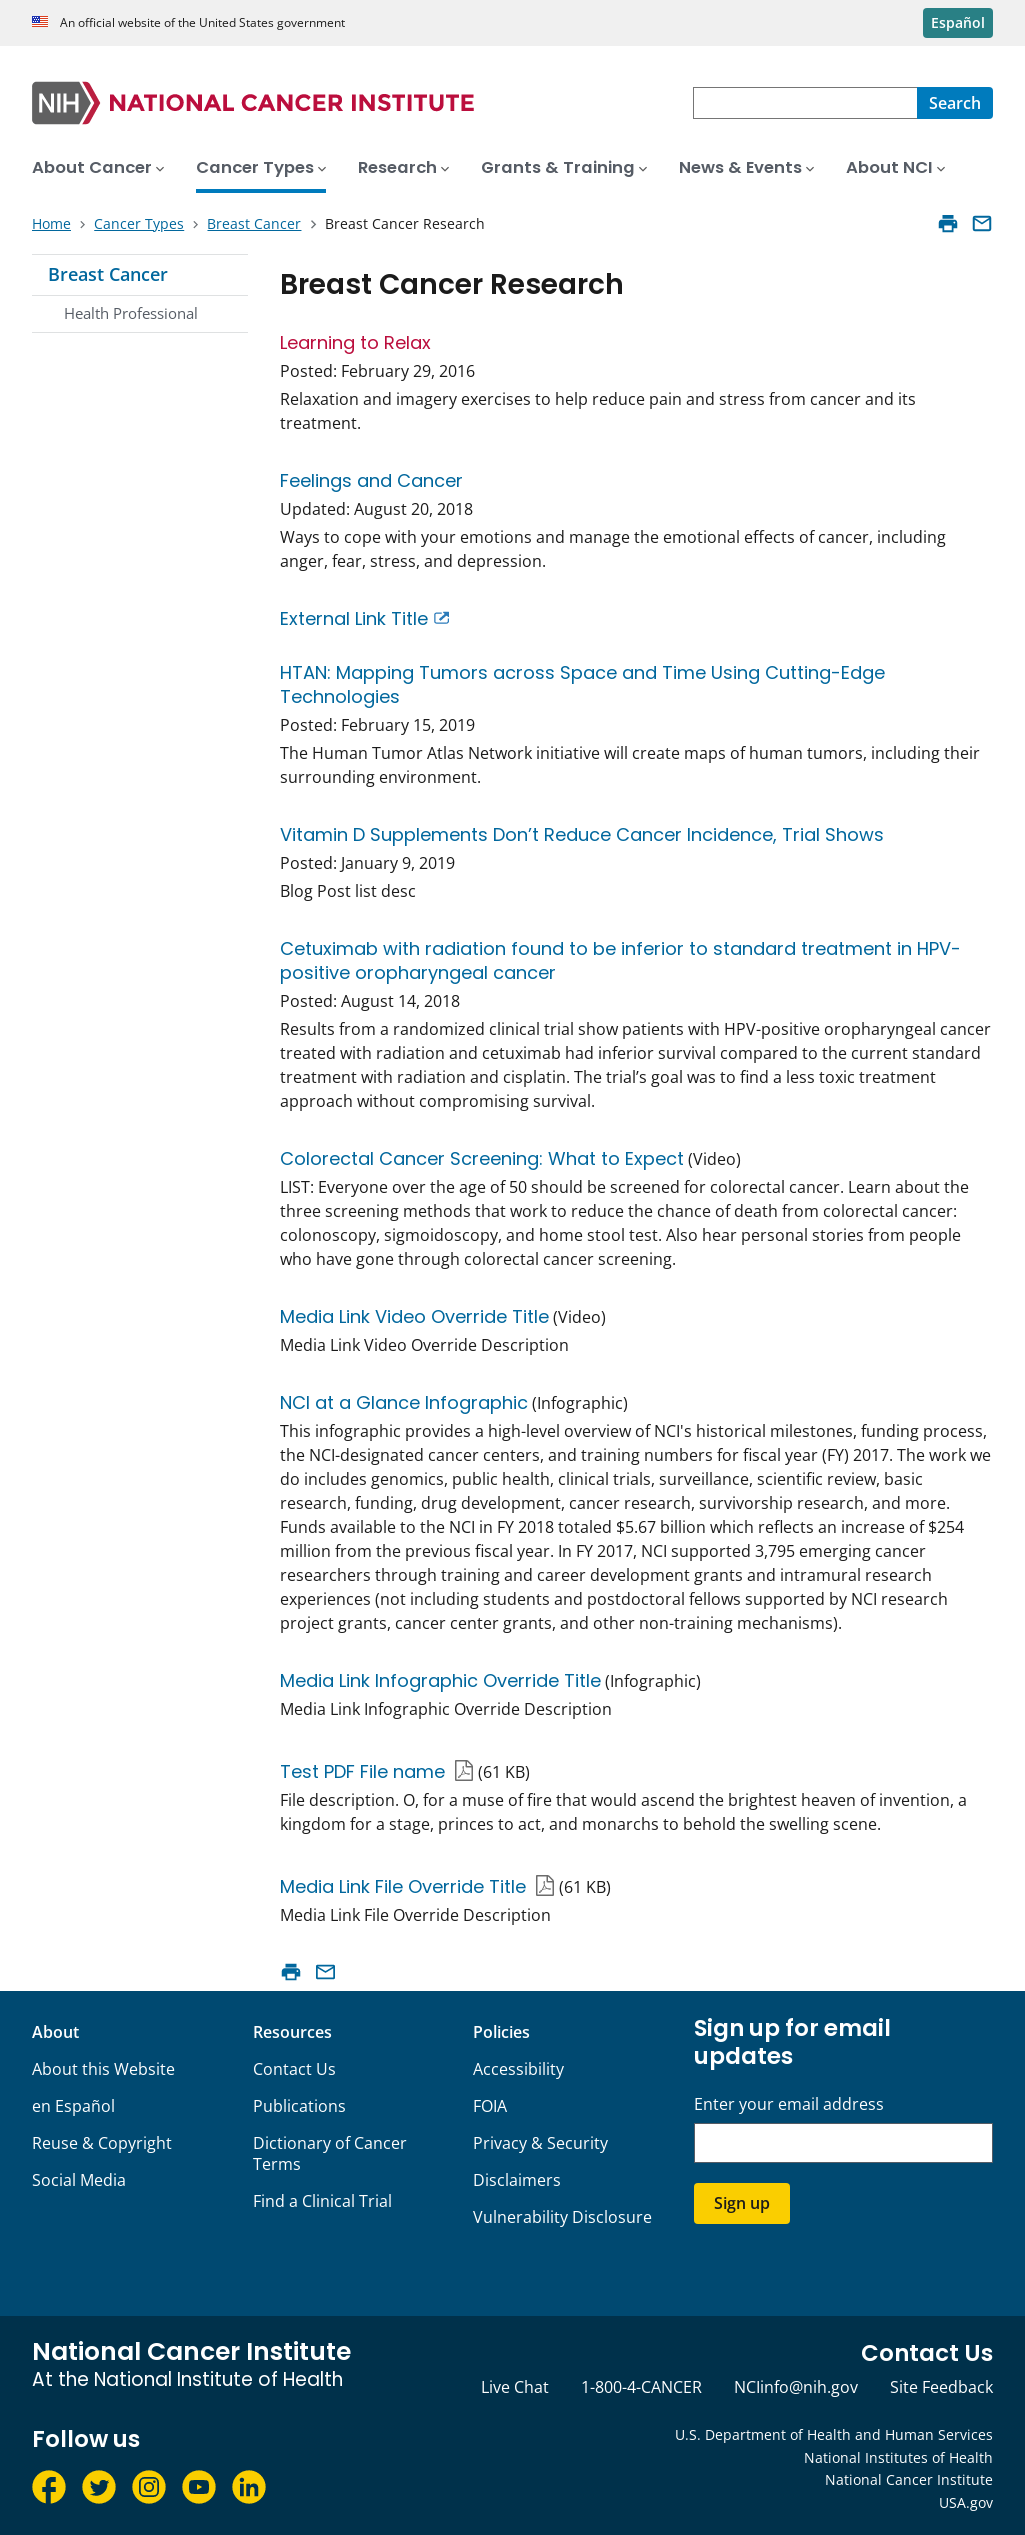 An official website of the United States government
Español
NIH NATIONAL CANCER INSTITUTE
Search
About Cancer
Cancer Types
Research
Grants & Training
News & Events
About NCI
Home
Cancer Types
Breast Cancer
Breast Cancer Research
Breast Cancer
Health Professional
Breast Cancer Research
Learning to Relax
Posted: February 29, 2016
Relaxation and imagery exercises to help reduce pain and stress from cancer and its
treatment.
Feelings and Cancer
Updated: August 20, 2018
Ways to cope with your emotions and manage the emotional effects of cancer, including
anger, fear, stress, and depression.
External Link Title
HTAN: Mapping Tumors across Space and Time Using Cutting-Edge
Technologies
Posted: February 15, 2019
The Human Tumor Atlas Network initiative will create maps of human tumors, including their
surrounding environment.
Vitamin D Supplements Don’t Reduce Cancer Incidence, Trial Shows
Posted: January 9, 2019
Blog Post list desc
Cetuximab with radiation found to be inferior to standard treatment in HPV-
positive oropharyngeal cancer
Posted: August 14, 2018
Results from a randomized clinical trial show patients with HPV-positive oropharyngeal cancer
treated with radiation and cetuximab had inferior survival compared to the current standard
treatment with radiation and cisplatin. The trial’s goal was to find a less toxic treatment
approach without compromising survival.
Colorectal Cancer Screening: What to Expect (Video)
LIST: Everyone over the age of 50 should be screened for colorectal cancer. Learn about the
three screening methods that work to reduce the chance of death from colorectal cancer:
colonoscopy, sigmoidoscopy, and home stool test. Also hear personal stories from people
who have gone through colorectal cancer screening.
Media Link Video Override Title (Video)
Media Link Video Override Description
NCI at a Glance Infographic (Infographic)
This infographic provides a high-level overview of NCI's historical milestones, funding process,
the NCI-designated cancer centers, and training numbers for fiscal year (FY) 2017. The work we
do includes genomics, public health, clinical trials, surveillance, scientific review, basic
research, funding, drug development, cancer research, survivorship research, and more.
Funds available to the NCI in FY 2018 totaled $5.67 billion which reflects an increase of $254
million from the previous fiscal year. In FY 2017, NCI supported 3,795 emerging cancer
researchers through training and career development grants and intramural research
experiences (not including students and postdoctoral fellows supported by NCI research
project grants, cancer center grants, and other non-training mechanisms).
Media Link Infographic Override Title (Infographic)
Media Link Infographic Override Description
Test PDF File name (61 KB)
File description. O, for a muse of fire that would ascend the brightest heaven of invention, a
kingdom for a stage, princes to act, and monarchs to behold the swelling scene.
Media Link File Override Title (61 KB)
Media Link File Override Description
About
About this Website
en Español
Reuse & Copyright
Social Media
Resources
Contact Us
Publications
Dictionary of Cancer
Terms
Find a Clinical Trial
Policies
Accessibility
FOIA
Privacy & Security
Disclaimers
Vulnerability Disclosure
Sign up for email
updates
Enter your email address
Sign up
National Cancer Institute
At the National Institute of Health
Follow us
Contact Us
Live Chat
1-800-4-CANCER
NCIinfo@nih.gov
Site Feedback
U.S. Department of Health and Human Services
National Institutes of Health
National Cancer Institute
USA.gov